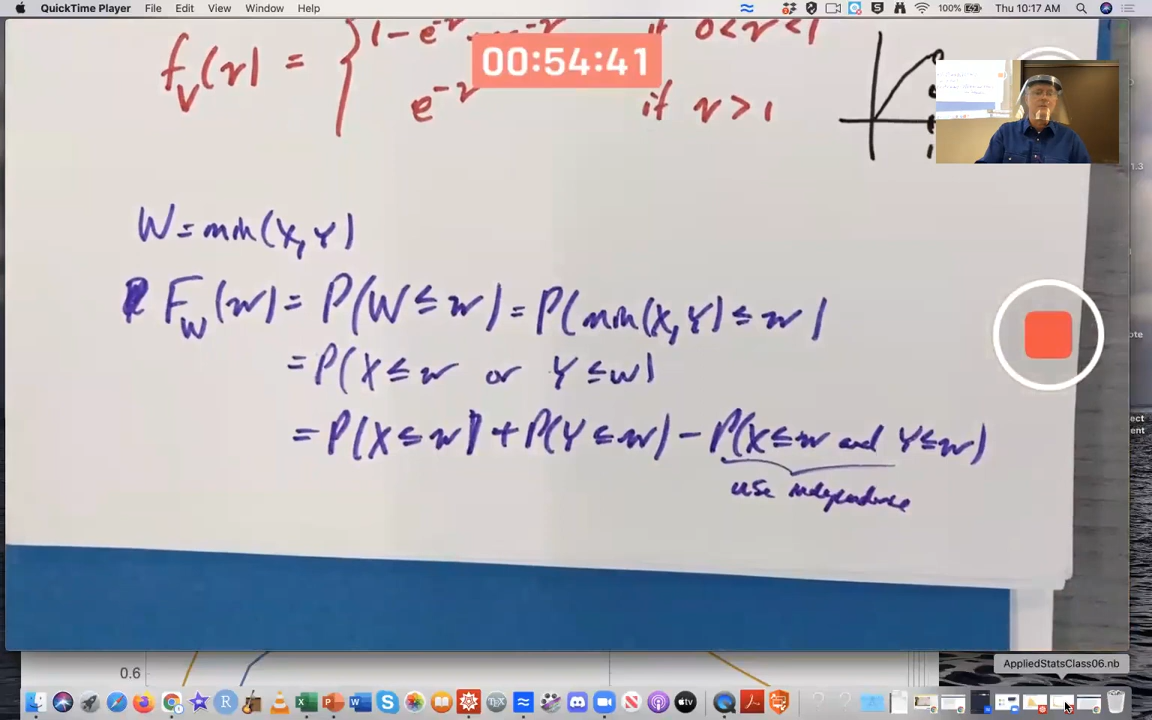 QuickTime Player File Edit View Window Help 100% Thu 10:17 AM
1-e^-v if 0<v<1
00:54:41
f_V(v) =
e^-v if v>1
W=min(X,Y)
F_W(w) = P(W≤w) = P(min(X,Y)≤w)
=P(X≤w or Y≤w)
=P(X≤w)+P(Y≤w)-P(X≤w and Y≤w)
use independence
AppliedStatsClass06.nb
0.6